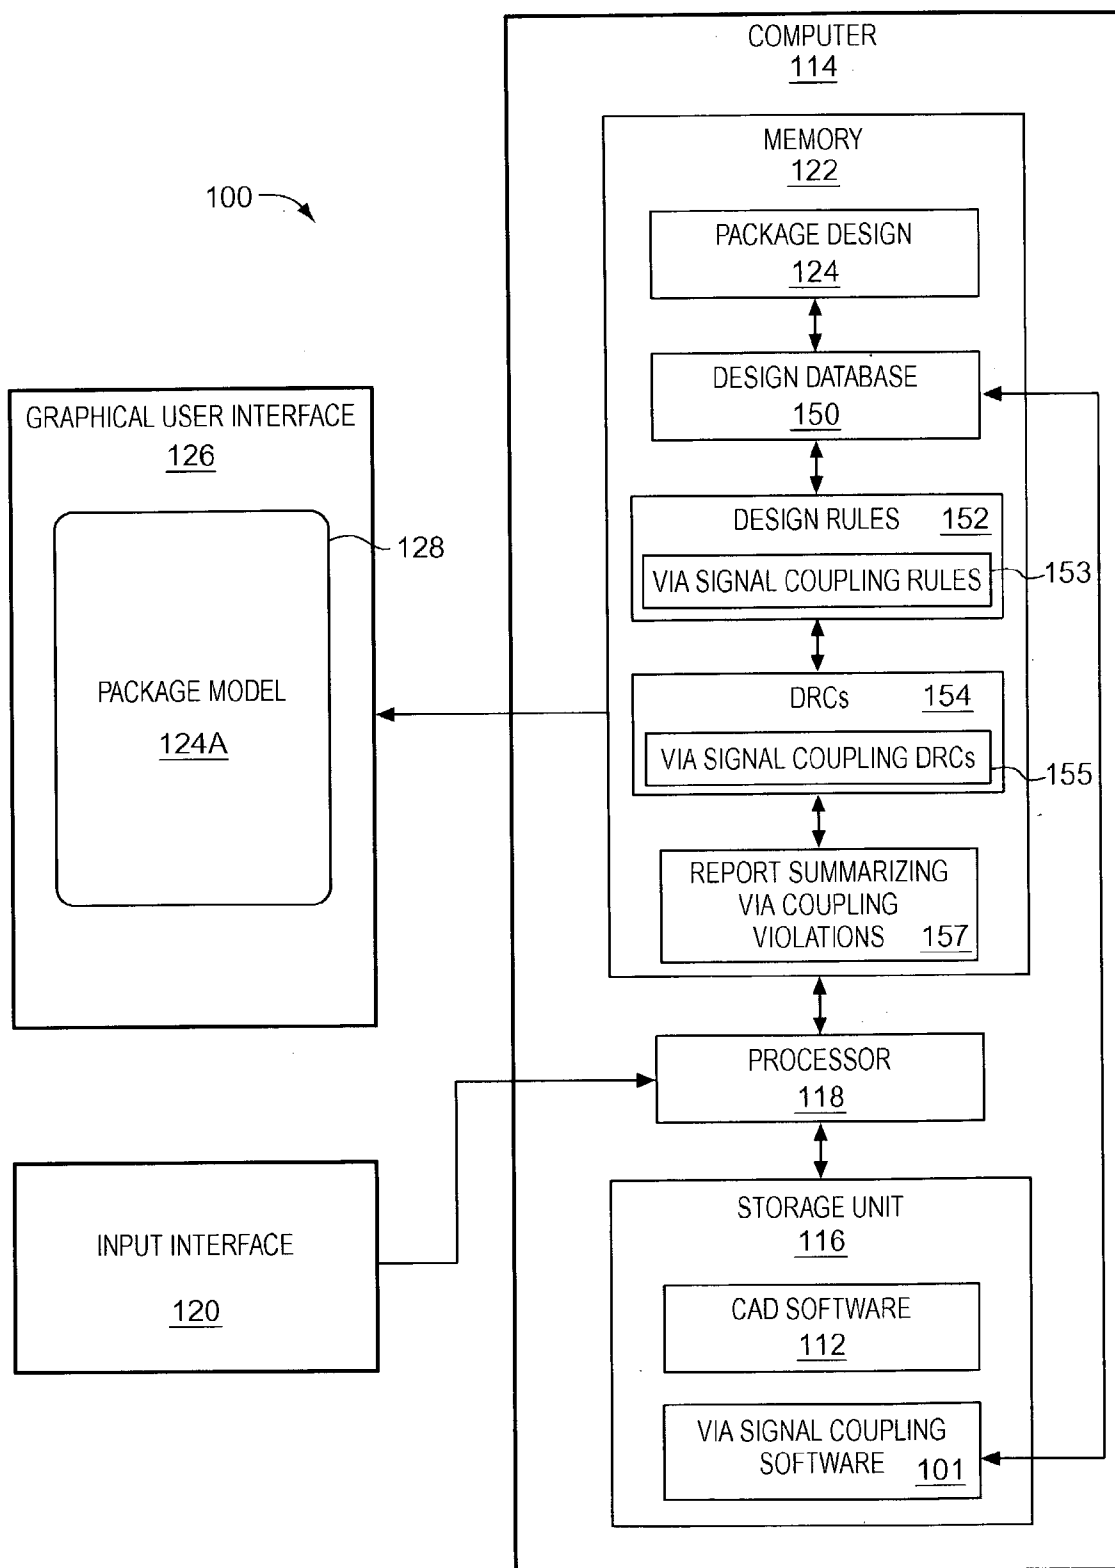 COMPUTER
114
MEMORY
122
100
PACKAGE DESIGN
124
DESIGN DATABASE
150
GRAPHICAL USER INTERFACE
126
DESIGN RULES 152
128
VIA SIGNAL COUPLING RULES
153
PACKAGE MODEL
124A
DRCs 154
VIA SIGNAL COUPLING DRCs
155
REPORT SUMMARIZING
VIA COUPLING
VIOLATIONS 157
PROCESSOR
118
STORAGE UNIT
116
INPUT INTERFACE
120
CAD SOFTWARE
112
VIA SIGNAL COUPLING
SOFTWARE 101